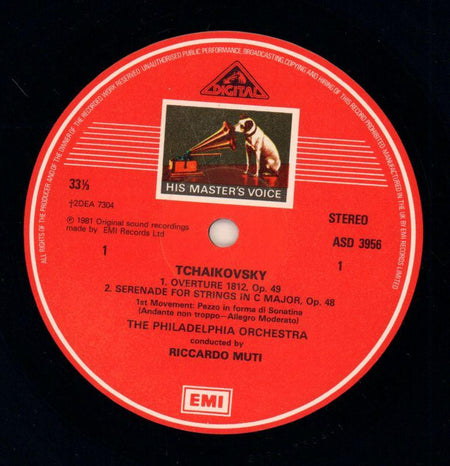 ALL RIGHTS OF THE PRODUCER AND OF THE OWNER OF THE RECORDED WORK RESERVED UNAUTHORISED PUBLIC PERFORMANCE, BROADCASTING, COPYING AND HIRING OF THIS RECORD PROHIBITED MANUFACTURED IN THE UK BY EMI RECORDS LIMITED
DIGITAL
HIS MASTER'S VOICE
33⅓
‡2DEA 7304
℗ 1981 Original sound recordings
made by EMI Records Ltd
1
STEREO
ASD 3956
1
TCHAIKOVSKY
1. OVERTURE 1812, Op. 49
2. SERENADE FOR STRINGS IN C MAJOR, Op. 48
1st Movement: Pezzo in forma di Sonatina
(Andante non troppo—Allegro Moderato)
THE PHILADELPHIA ORCHESTRA
conducted by
RICCARDO MUTI
EMI